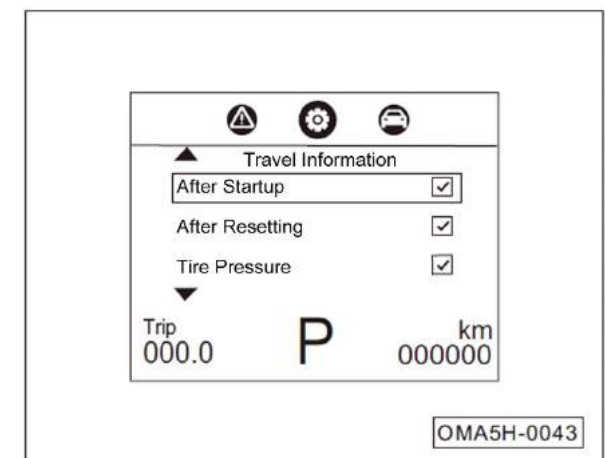 Travel Information
After Startup
After Resetting
Tire Pressure
Trip
000.0
P
km
000000
OMA5H-0043